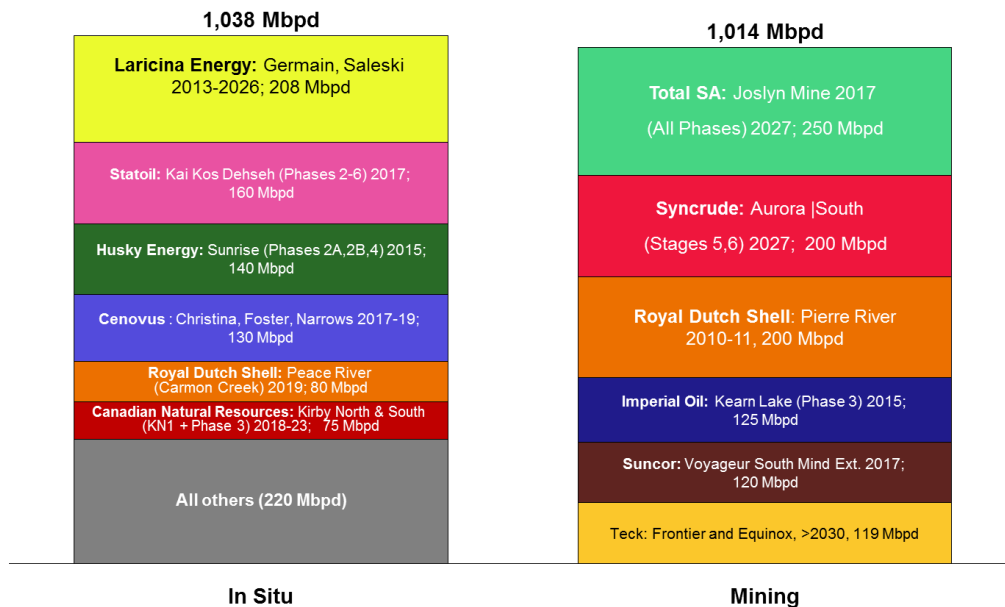 1,038 Mbpd
Laricina Energy: Germain, Saleski
2013-2026; 208 Mbpd
Statoil: Kai Kos Dehseh (Phases 2-6) 2017;
160 Mbpd
Husky Energy: Sunrise (Phases 2A,2B,4) 2015;
140 Mbpd
Cenovus : Christina, Foster, Narrows 2017-19;
130 Mbpd
Royal Dutch Shell: Peace River
(Carmon Creek) 2019; 80 Mbpd
Canadian Natural Resources: Kirby North & South
(KN1 + Phase 3) 2018-23; 75 Mbpd
All others (220 Mbpd)
In Situ
1,014 Mbpd
Total SA: Joslyn Mine 2017
(All Phases) 2027; 250 Mbpd
Syncrude: Aurora |South
(Stages 5,6) 2027; 200 Mbpd
Royal Dutch Shell: Pierre River
2010-11, 200 Mbpd
Imperial Oil: Kearn Lake (Phase 3) 2015;
125 Mbpd
Suncor: Voyageur South Mind Ext. 2017;
120 Mbpd
Teck: Frontier and Equinox, >2030, 119 Mbpd
Mining